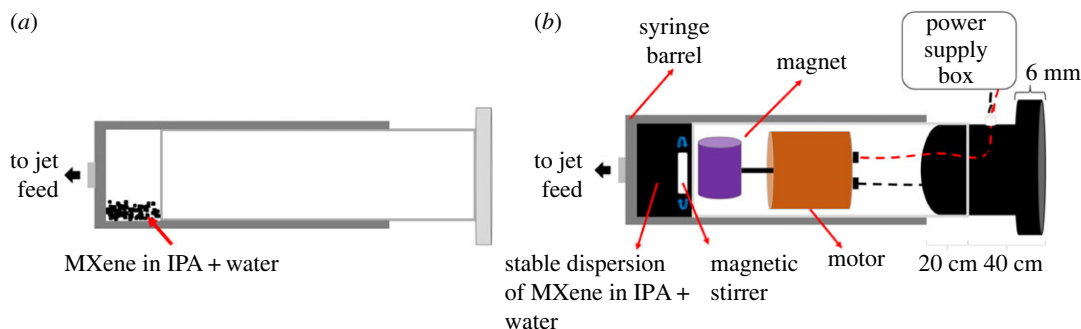 (a)
to jet
feed
MXene in IPA + water
(b)
syringe
barrel
magnet
power
supply
box
6 mm
to jet
feed
stable dispersion
of MXene in IPA +
water
magnetic
stirrer
motor
20 cm 40 cm